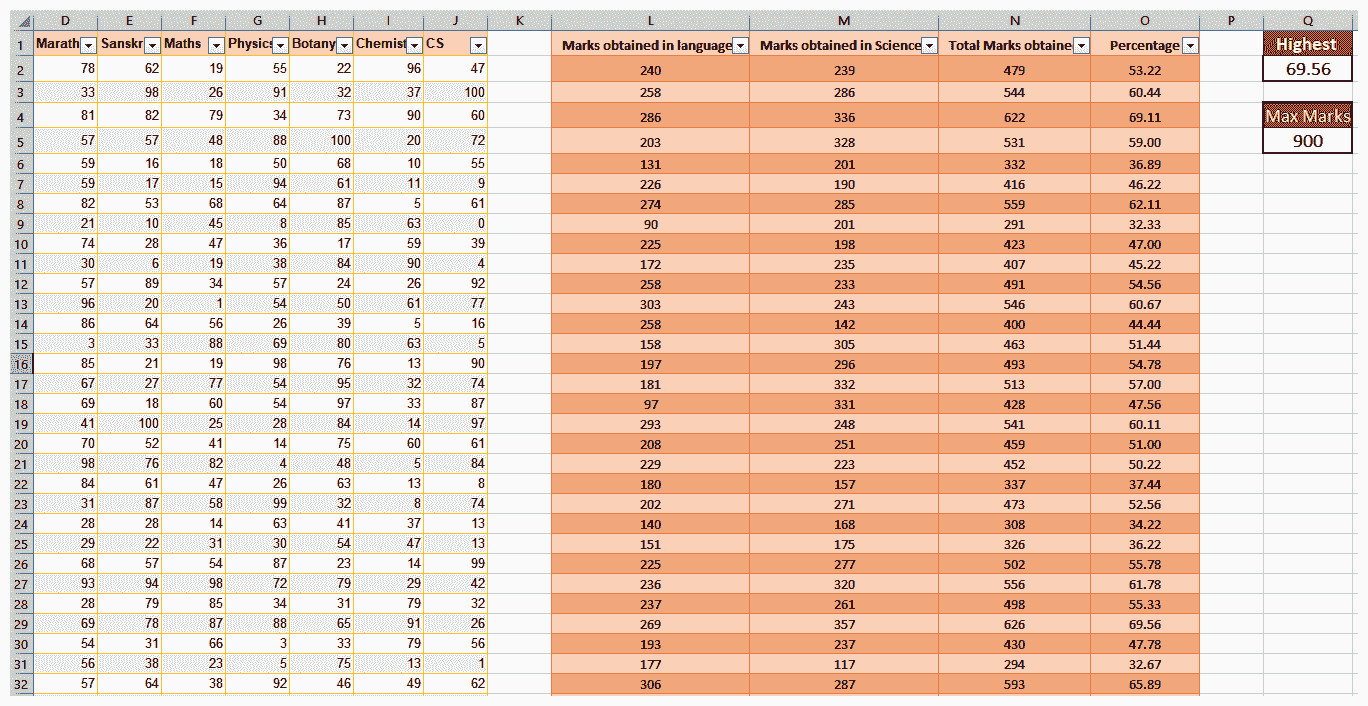 D E F G H I J K L M N O P Q
1 Marath Sanskr Maths Physics Botany Chemist CS Marks obtained in language Marks obtained in Science Total Marks obtaine Percentage Highest
2 78 62 19 55 22 96 47 240 239 479 53.22 69.56
3 33 98 26 91 32 37 100 258 286 544 60.44
4 81 82 79 34 73 90 60 286 336 622 69.11 Max Marks
5 57 57 48 88 100 20 72 203 328 531 59.00 900
6 59 16 18 50 68 10 55 131 201 332 36.89
7 59 17 15 94 61 11 9 226 190 416 46.22
8 82 53 68 64 87 5 61 274 285 559 62.11
9 21 10 45 8 85 63 0 90 201 291 32.33
10 74 28 47 36 17 59 39 225 198 423 47.00
11 30 6 19 38 84 90 4 172 235 407 45.22
12 57 89 34 57 24 26 92 258 233 491 54.56
13 96 20 1 54 50 61 77 303 243 546 60.67
14 86 64 56 26 39 5 16 258 142 400 44.44
15 3 33 88 69 80 63 5 158 305 463 51.44
16 85 21 19 98 76 13 90 197 296 493 54.78
17 67 27 77 54 95 32 74 181 332 513 57.00
18 69 18 60 54 97 33 87 97 331 428 47.56
19 41 100 25 28 84 14 97 293 248 541 60.11
20 70 52 41 14 75 60 61 208 251 459 51.00
21 98 76 82 4 48 5 84 229 223 452 50.22
22 84 61 47 26 63 13 8 180 157 337 37.44
23 31 87 58 99 32 8 74 202 271 473 52.56
24 28 28 14 63 41 37 13 140 168 308 34.22
25 29 22 31 30 54 47 13 151 175 326 36.22
26 68 57 54 87 23 14 99 225 277 502 55.78
27 93 94 98 72 79 29 42 236 320 556 61.78
28 28 79 85 34 31 79 32 237 261 498 55.33
29 69 78 87 88 65 91 26 269 357 626 69.56
30 54 31 66 3 33 79 56 193 237 430 47.78
31 56 38 23 5 75 13 1 177 117 294 32.67
32 57 64 38 92 46 49 62 306 287 593 65.89